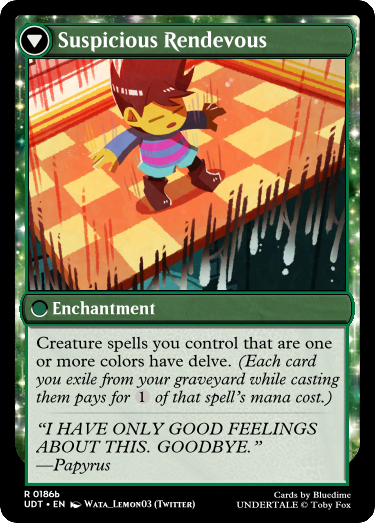 Suspicious Rendevous
Enchantment
Creature spells you control that are one
or more colors have delve. (Each card
you exile from your graveyard while casting
them pays for 1 of that spell's mana cost.)
“I HAVE ONLY GOOD FEELINGS
ABOUT THIS. GOODBYE.”
—Papyrus
R 0186b
UDT • EN Wata_Lemon03 (Twitter)
Cards by Bluedime
UNDERTALE © Toby Fox